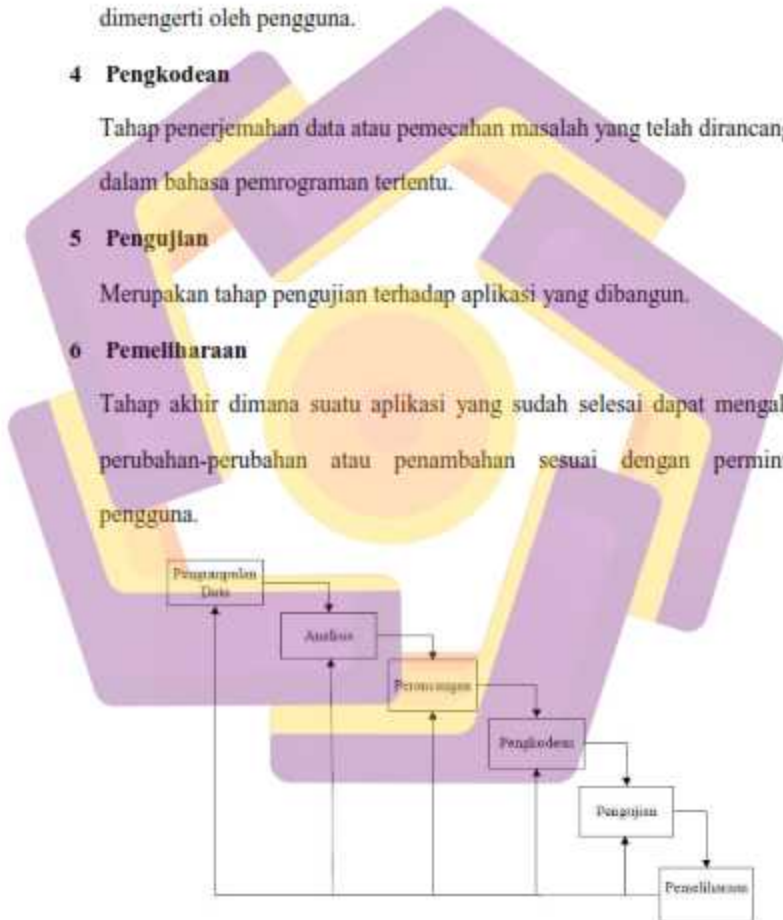 dimengerti oleh pengguna.
4 Pengkodean
Tahap penerjemahan data atau pemecahan masalah yang telah dirancang
dalam bahasa pemrograman tertentu.
5 Pengujian
Merupakan tahap pengujian terhadap aplikasi yang dibangun.
6 Pemeliharaan
Tahap akhir dimana suatu aplikasi yang sudah selesai dapat mengal
perubahan-perubahan atau penambahan sesuai dengan permin
pengguna.
Pengumpulan
Data
Analisis
Perancangan
Pengkodean
Pengujian
Pemeliharaan